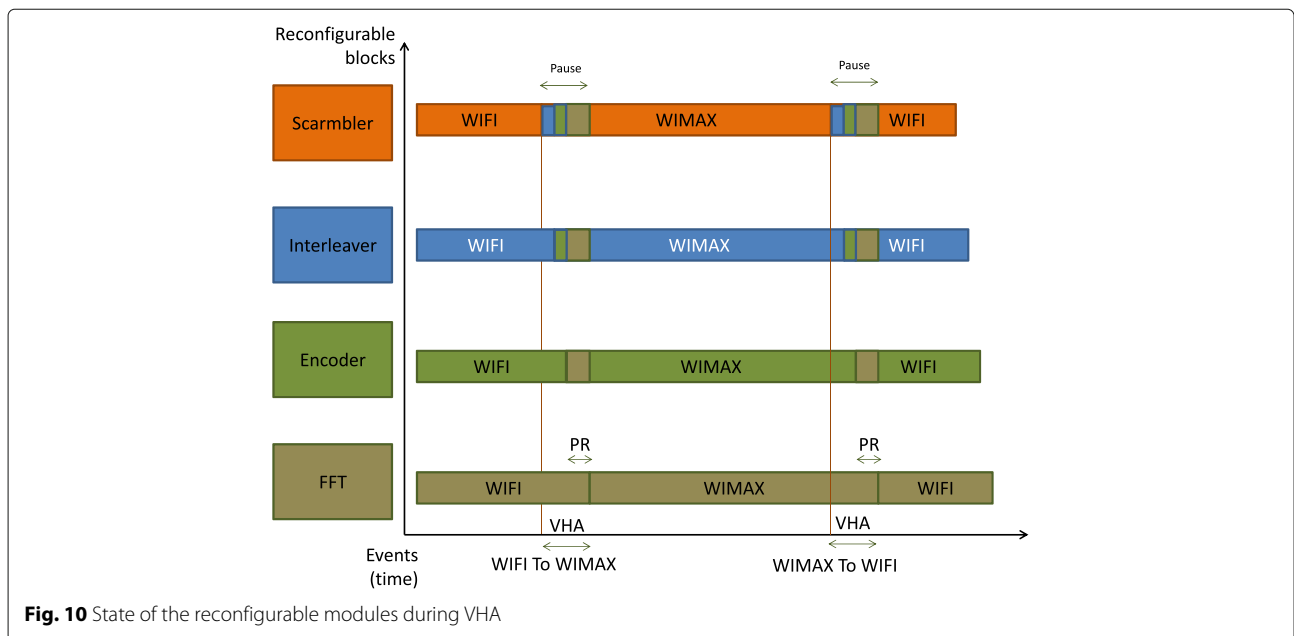 Reconfigurable
blocks
Pause
Pause
Scarmbler
WIFI
WIMAX
WIFI
Interleaver
WIFI
WIMAX
WIFI
Encoder
WIFI
WIMAX
WIFI
PR
PR
FFT
WIFI
WIMAX
WIFI
VHA
VHA
Events
(time)
WIFI To WIMAX
WIMAX To WIFI
Fig. 10 State of the reconfigurable modules during VHA